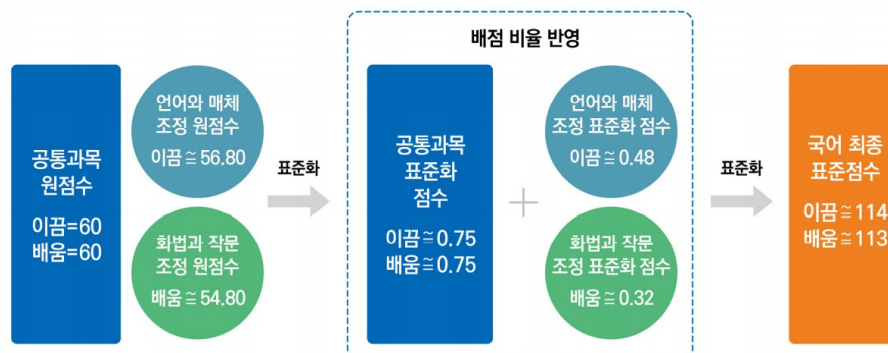 공통과목
원점수
이끔=60
배움=60
언어와 매체
조정 원점수
이끔≅56.80
화법과 작문
조정 원점수
배움≅54.80
표준화
배점 비율 반영
공통과목
표준화
점수
이끔≅0.75
배움≅0.75
+
언어와 매체
조정 표준화 점수
이끔≅0.48
화법과 작문
조정 표준화 점수
배움≅0.32
표준화
국어 최종
표준점수
이끔≅114
배움≅113